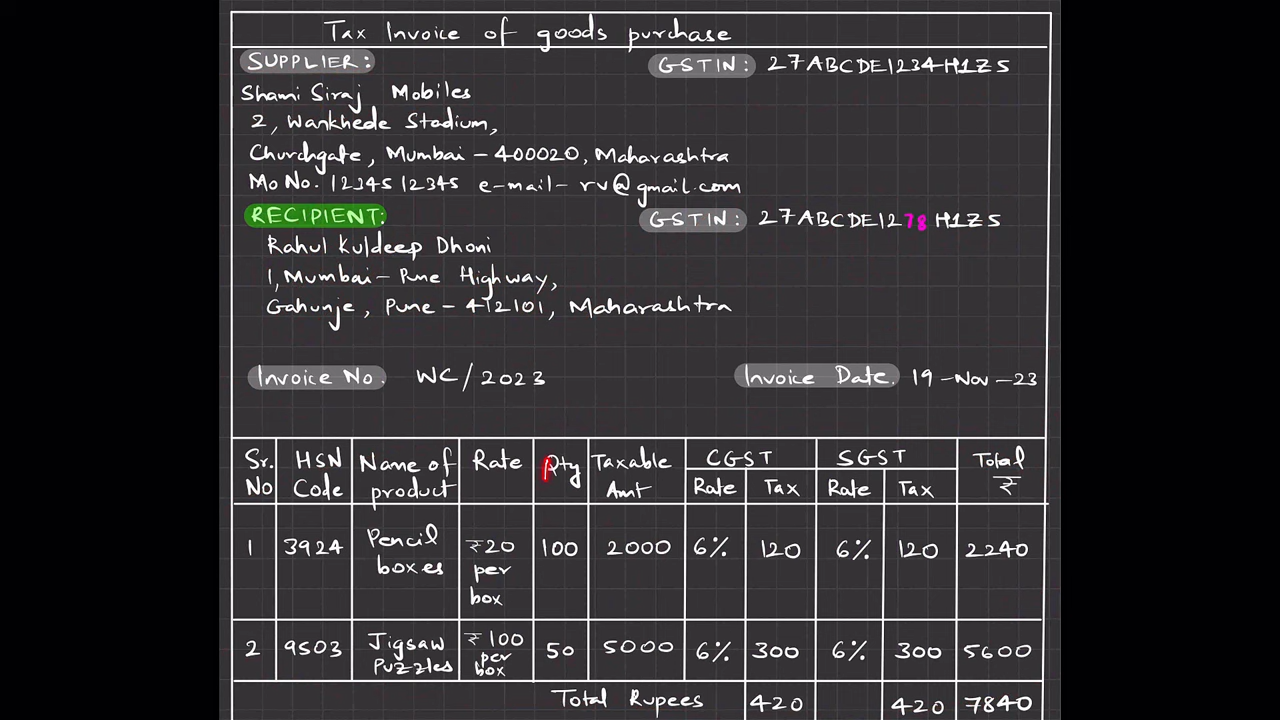 Tax Invoice of goods purchase
SUPPLIER: GSTIN: 27ABCDE1234H1Z5
Shami Siraj Mobiles
2, Wankhede Stadium,
Churchgate, Mumbai - 400020, Maharashtra
Mo No. 12345 12345 e-mail- rv@gmail.com
RECIPIENT: GSTIN: 27ABCDE1278H1Z5
Rahul Kuldeep Dhoni
1, Mumbai - Pune Highway,
Gahunje, Pune - 412101, Maharashtra
Invoice No. WC/2023 Invoice Date. 19-Nov-23
Sr. No HSN Code Name of product Rate Qty Taxable Amt CGST Rate Tax SGST Rate Tax Total ₹
1 3924 Pencil boxes ₹20 per box 100 2000 6% 120 6% 120 2240
2 9503 Jigsaw Puzzles ₹100 per box 50 5000 6% 300 6% 300 5600
Total Rupees 420 420 7840